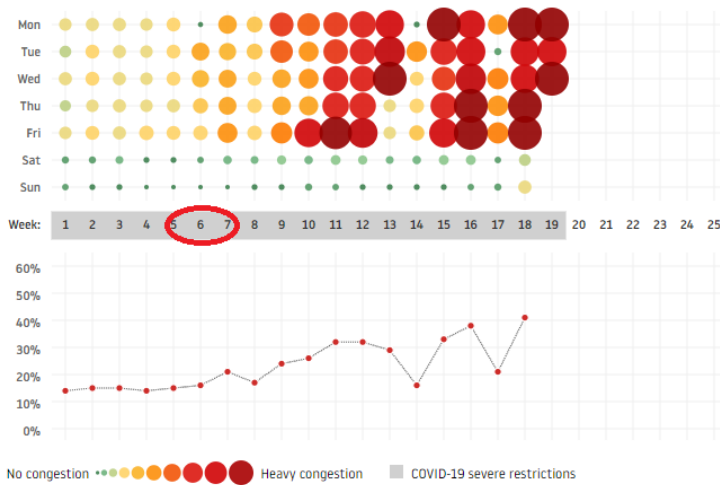 Mon
Tue
Wed
Thu
Fri
Sat
Sun
Week: 1 2 3 4 5 6 7 8 9 10 11 12 13 14 15 16 17 18 19 20 21 22 23 24 25
60%
50%
40%
30%
20%
10%
0%
No congestion Heavy congestion COVID-19 severe restrictions